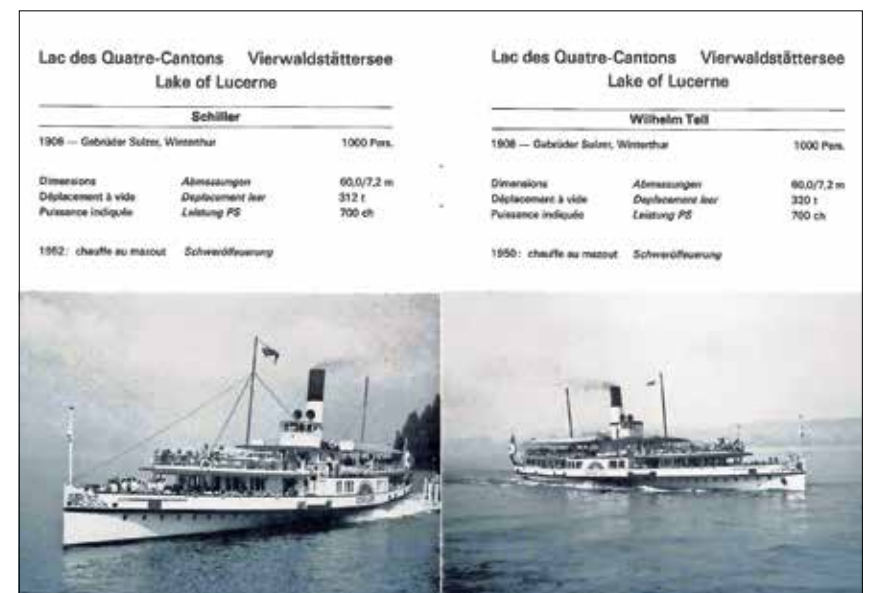 Lac des Quatre-Cantons Vierwaldstättersee
Lake of Lucerne
Schiller
1906 — Gebrüder Sulzer, Winterthur 1000 Pers.
Dimensions Abmessungen 60,0/7,2 m
Déplacement à vide Deplacement leer 312 t
Puissance indiquée Leistung PS 700 ch
1952: chauffe au mazout Schwerölfeuerung
Lac des Quatre-Cantons Vierwaldstättersee
Lake of Lucerne
Wilhelm Tell
1908 — Gebrüder Sulzer, Winterthur 1000 Pers.
Dimensions Abmessungen 60,0/7,2 m
Déplacement à vide Deplacement leer 320 t
Puissance indiquée Leistung PS 700 ch
1950: chauffe au mazout Schwerölfeuerung